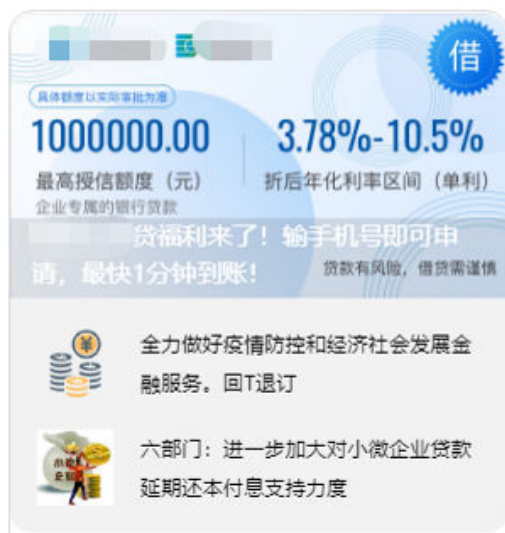 借
具体额度以实际审批为准
1000000.00
3.78%-10.5%
最高授信额度（元）
折后年化利率区间（单利）
企业专属的银行贷款
贷福利来了！输手机号即可申
请，最快1分钟到账！
贷款有风险，借贷需谨慎
全力做好疫情防控和经济社会发展金
融服务。回T退订
六部门：进一步加大对小微企业贷款
延期还本付息支持力度